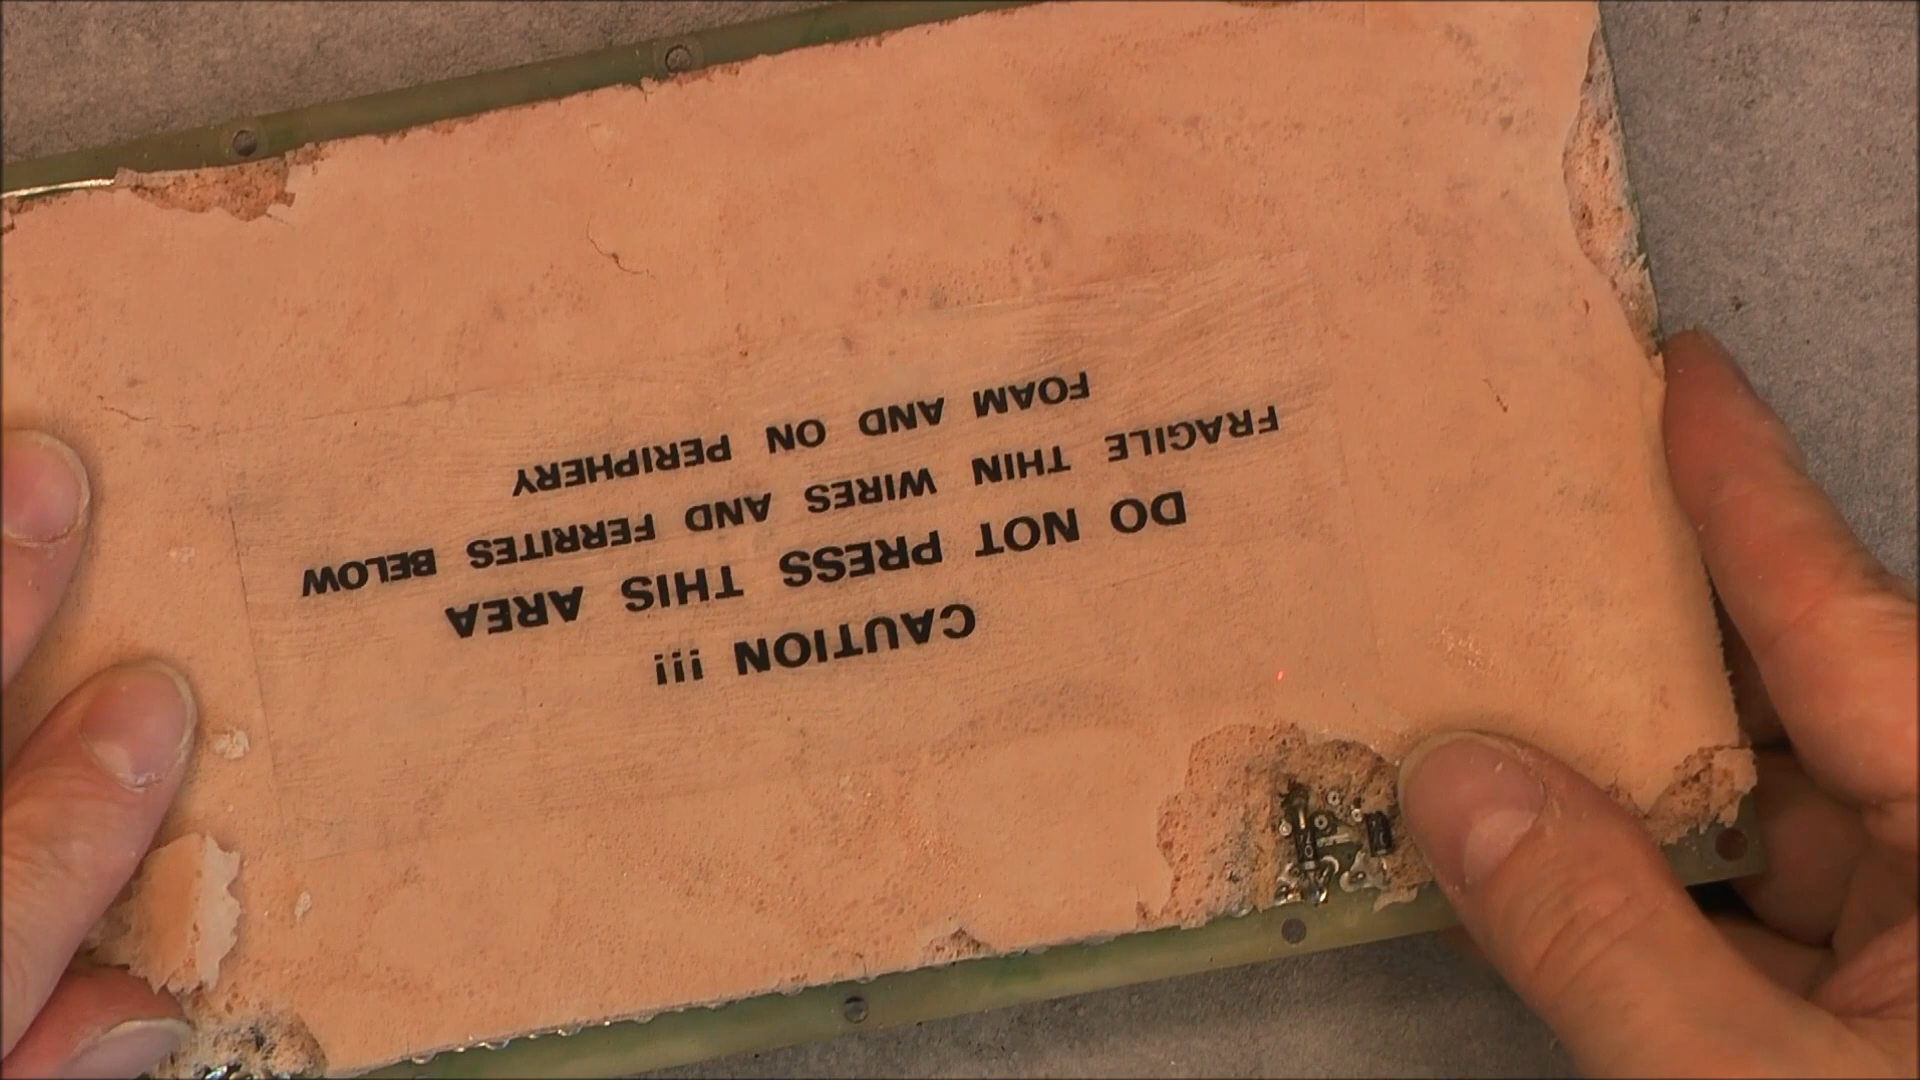 CAUTION !!!
DO NOT PRESS THIS AREA
FRAGILE THIN WIRES AND FERRITES BELOW
FOAM AND ON PERIPHERY